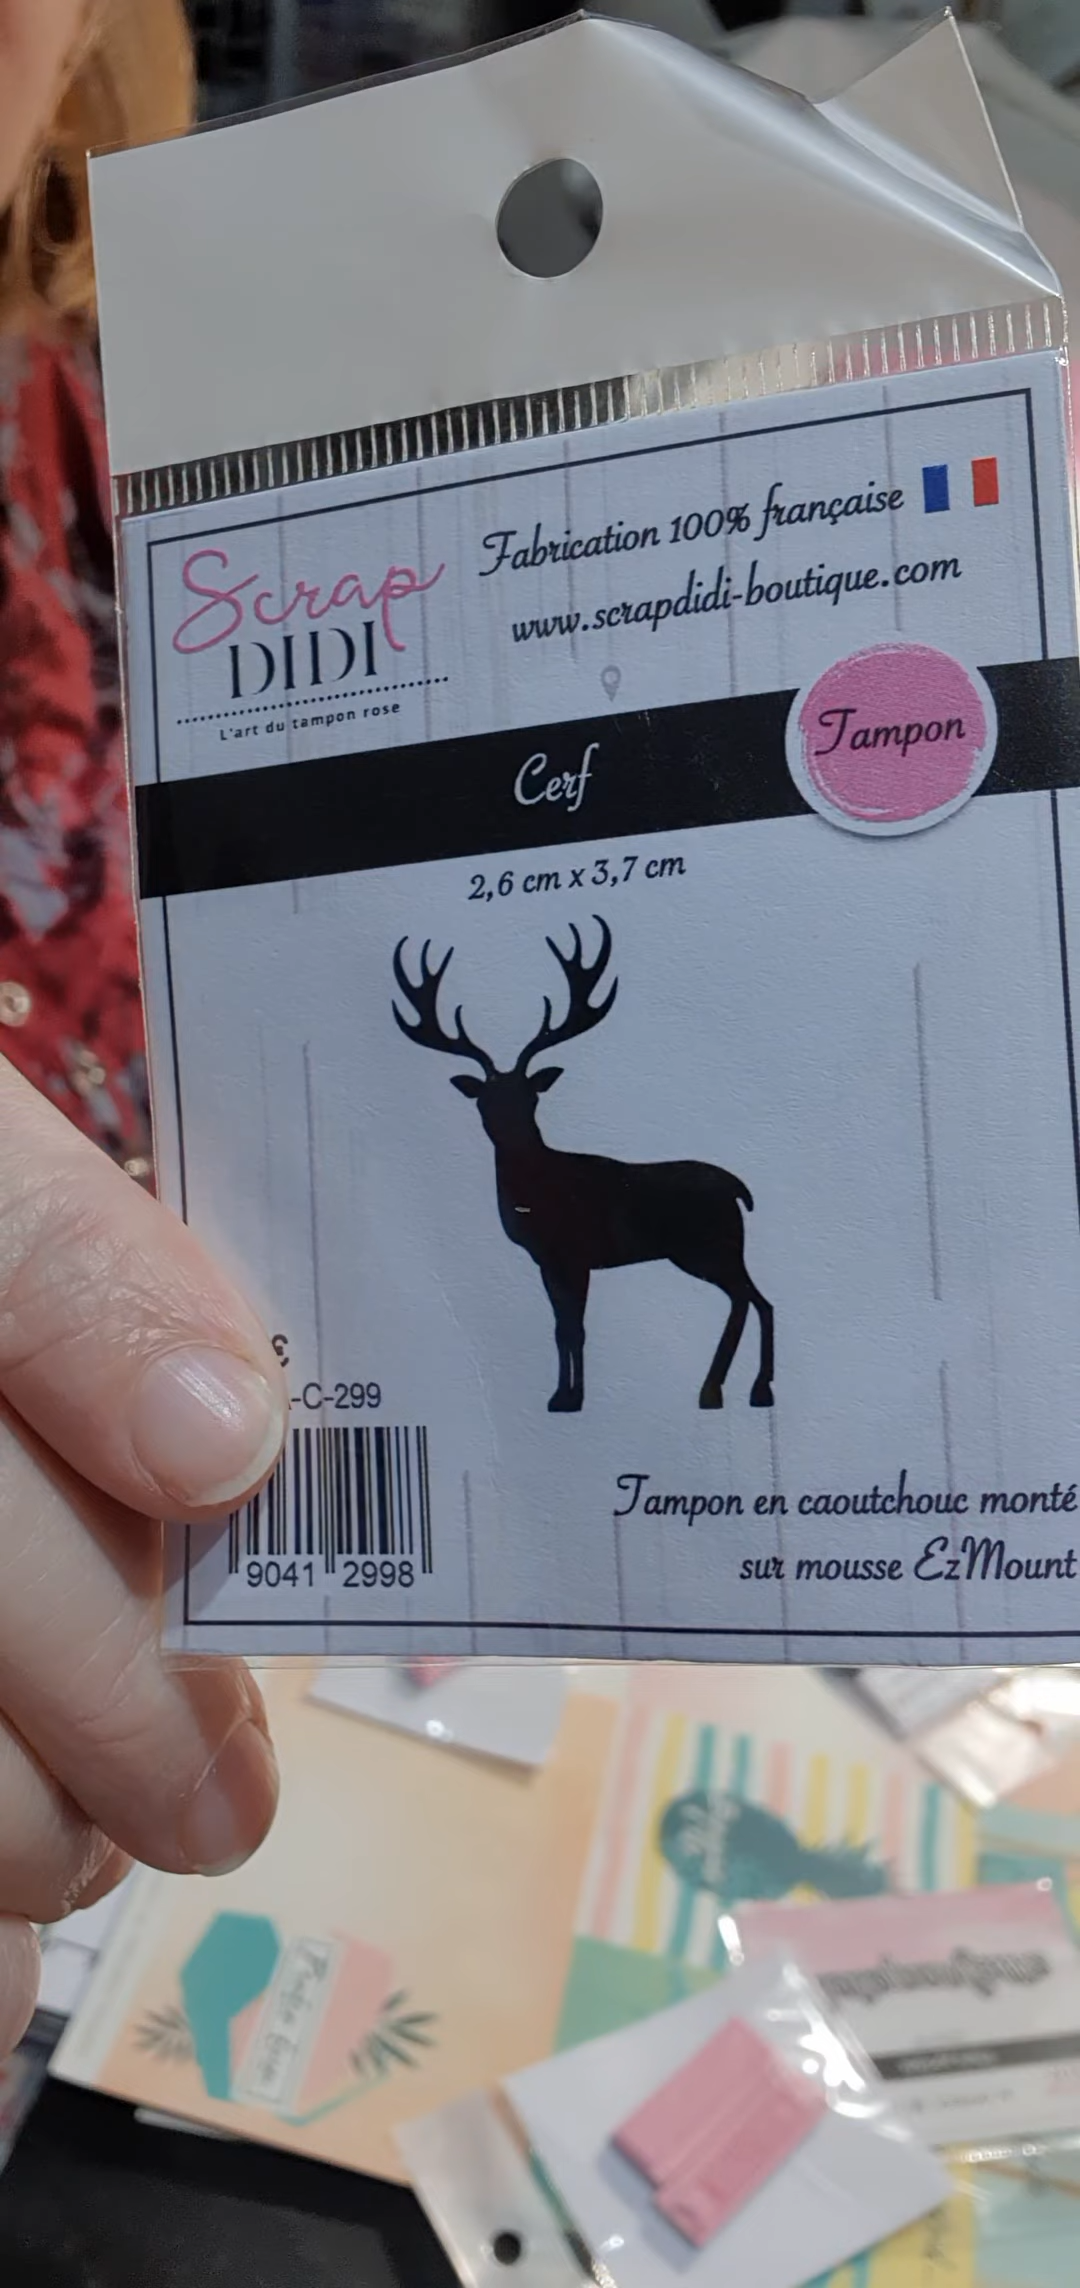 Scrap
DIDI
L'art du tampon rose
Fabrication 100% française
www.scrapdidi-boutique.com
Tampon
Cerf
2,6 cm x 3,7 cm
€
-C-299
9041 2998
Tampon en caoutchouc monté
sur mousse EzMount